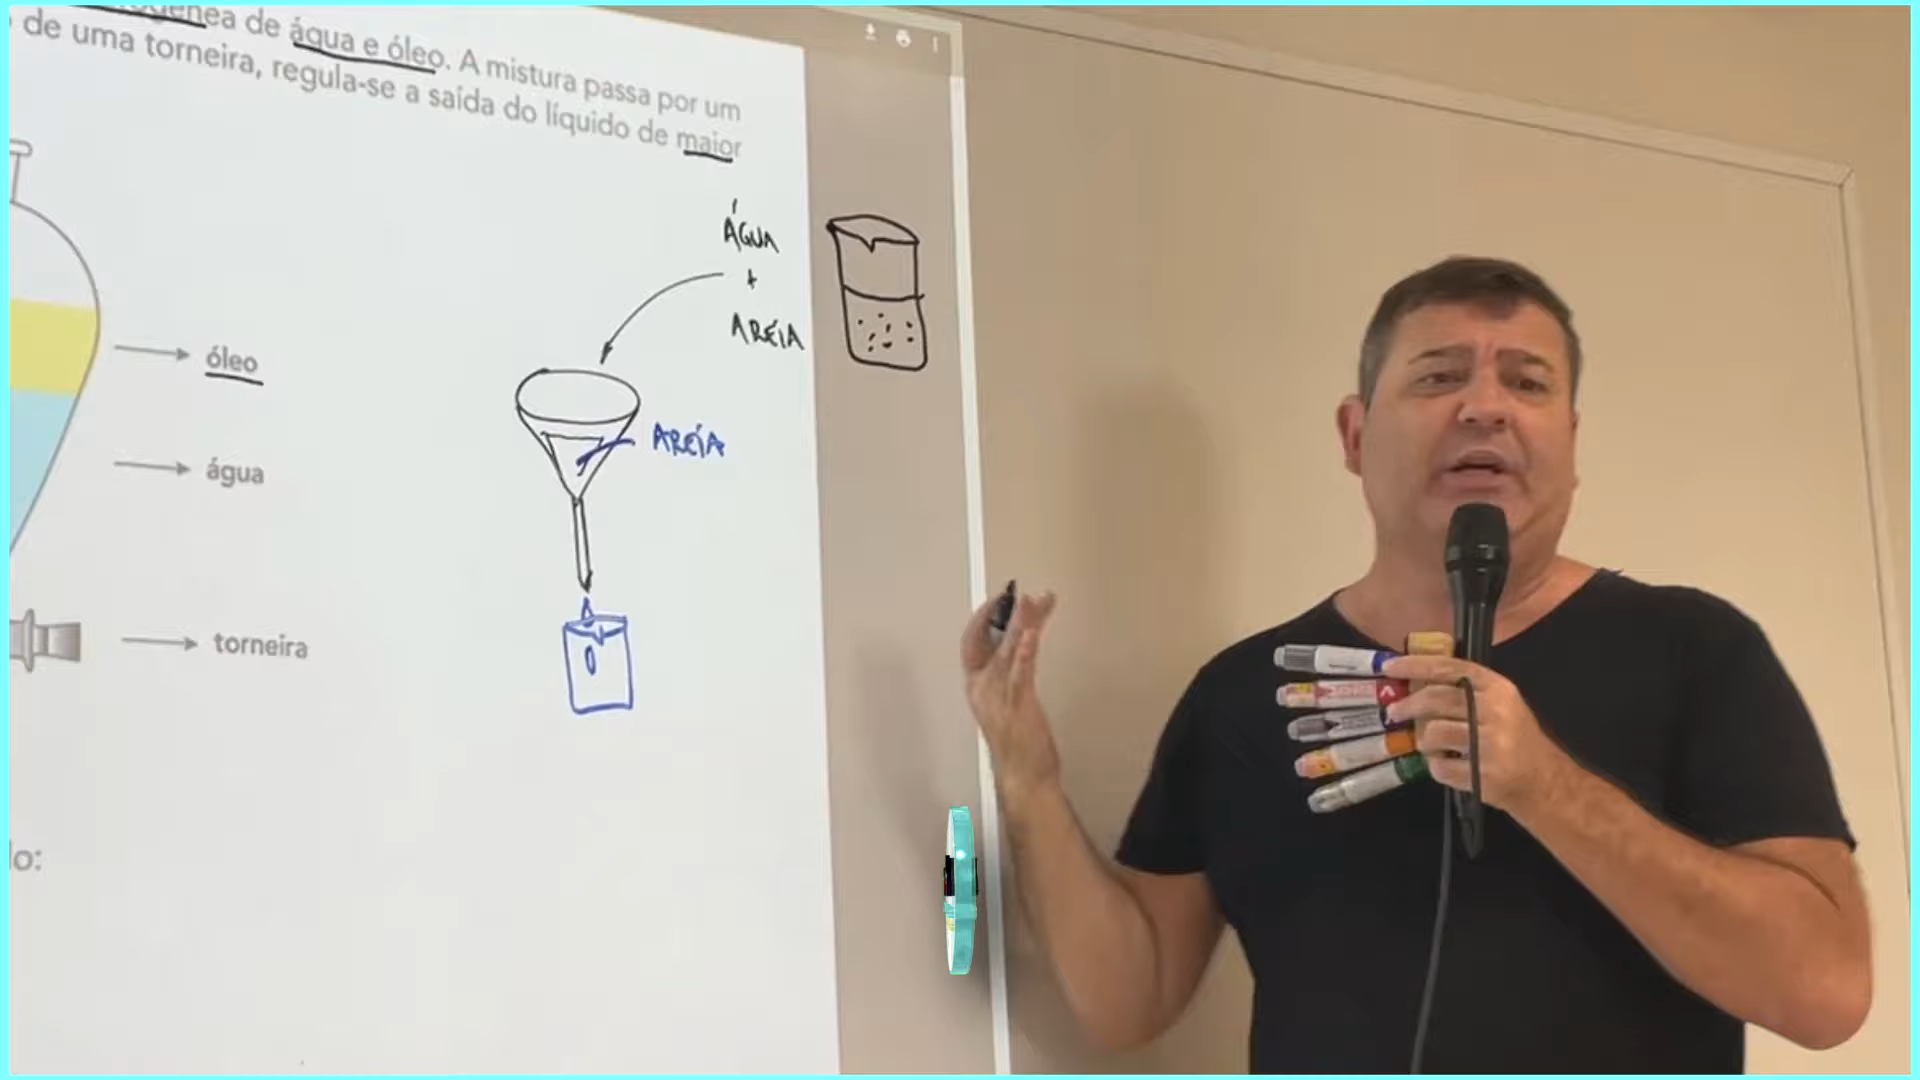 ogênea de água e óleo. A mistura passa por um
de uma torneira, regula-se a saída do líquido de maior
ÁGUA
+
AREIA
óleo
AREIA
água
torneira
lo: